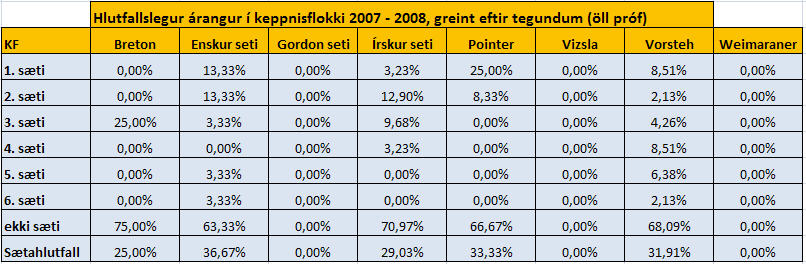 Hlutfallslegur árangur í keppnisflokki 2007 - 2008, greint eftir tegundum (öll próf)
KF Breton Enskur seti Gordon seti Írskur seti Pointer Vizsla Vorsteh Weimaraner
1. sæti 0,00% 13,33% 0,00% 3,23% 25,00% 0,00% 8,51% 0,00%
2. sæti 0,00% 13,33% 0,00% 12,90% 8,33% 0,00% 2,13% 0,00%
3. sæti 25,00% 3,33% 0,00% 9,68% 0,00% 0,00% 4,26% 0,00%
4. sæti 0,00% 0,00% 0,00% 3,23% 0,00% 0,00% 8,51% 0,00%
5. sæti 0,00% 3,33% 0,00% 0,00% 0,00% 0,00% 6,38% 0,00%
6. sæti 0,00% 3,33% 0,00% 0,00% 0,00% 0,00% 2,13% 0,00%
ekki sæti 75,00% 63,33% 0,00% 70,97% 66,67% 0,00% 68,09% 0,00%
Sætahlutfall 25,00% 36,67% 0,00% 29,03% 33,33% 0,00% 31,91% 0,00%